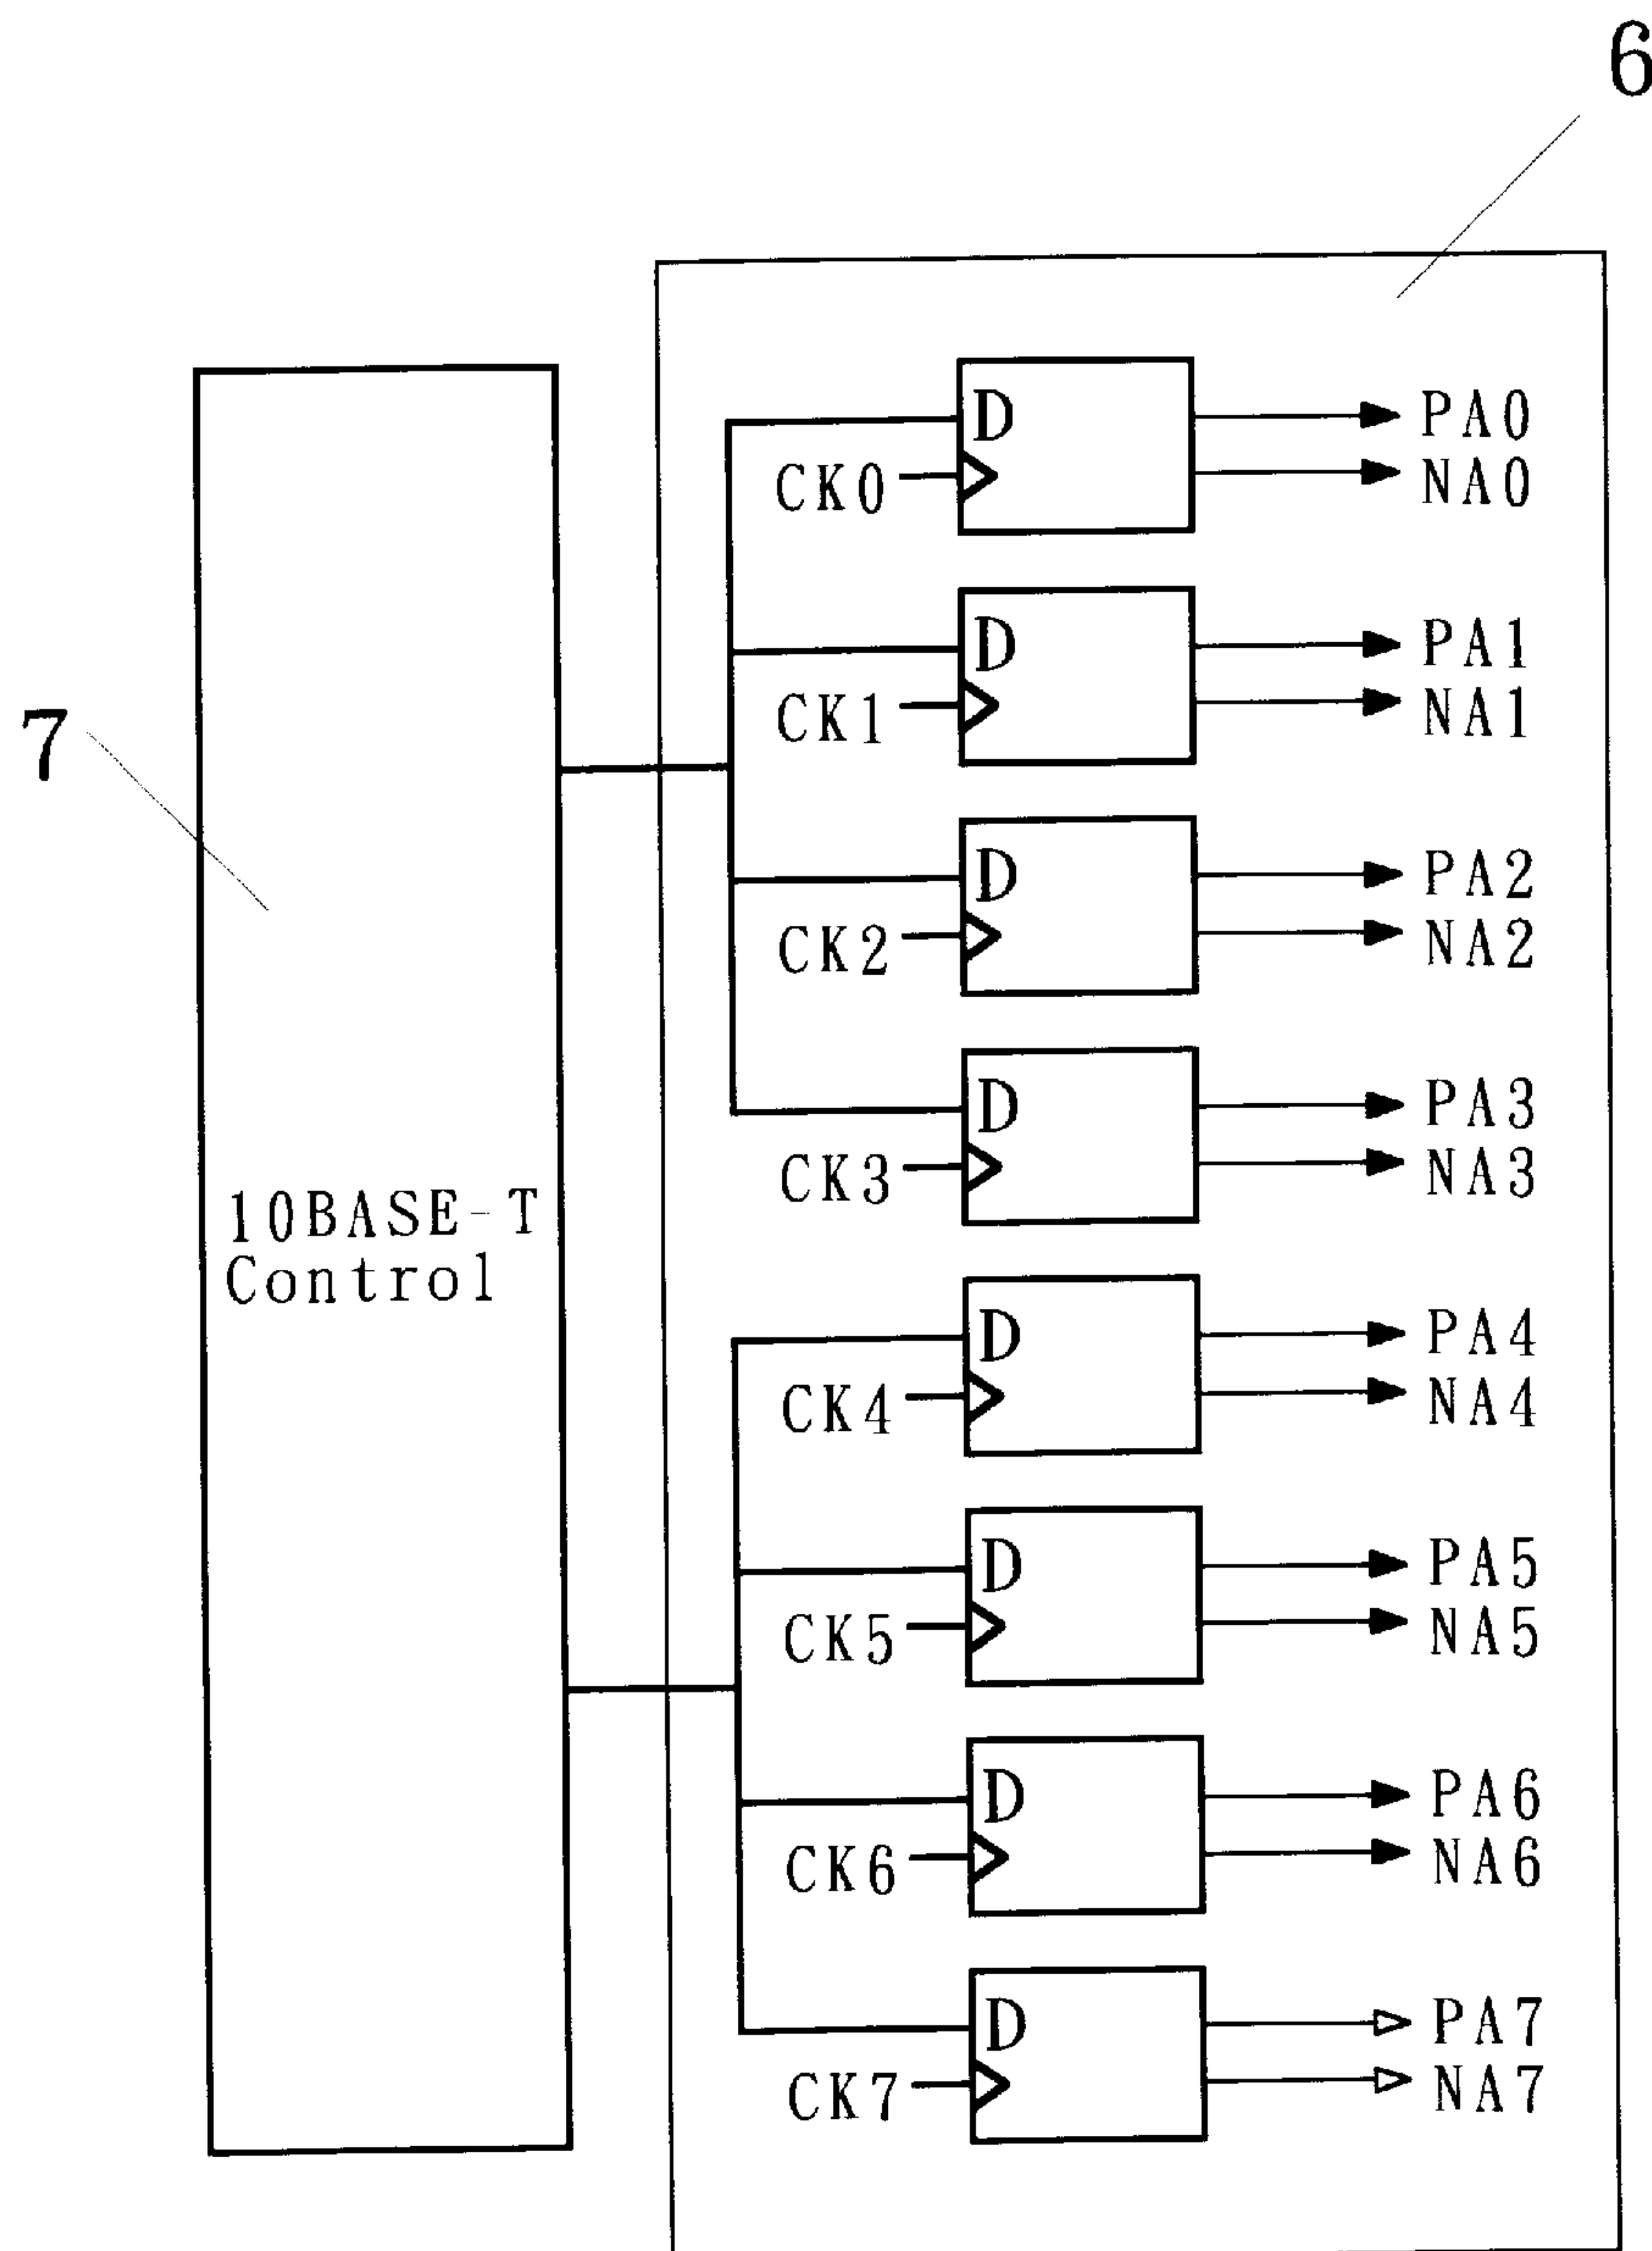 6
D
PA0
CK0
NA0
D
PA1
CK1
NA1
7
D
PA2
CK2
NA2
D
PA3
CK3
NA3
10BASE-T
Control
D
PA4
CK4
NA4
D
PA5
CK5
NA5
D
PA6
CK6
NA6
D
PA7
CK7
NA7